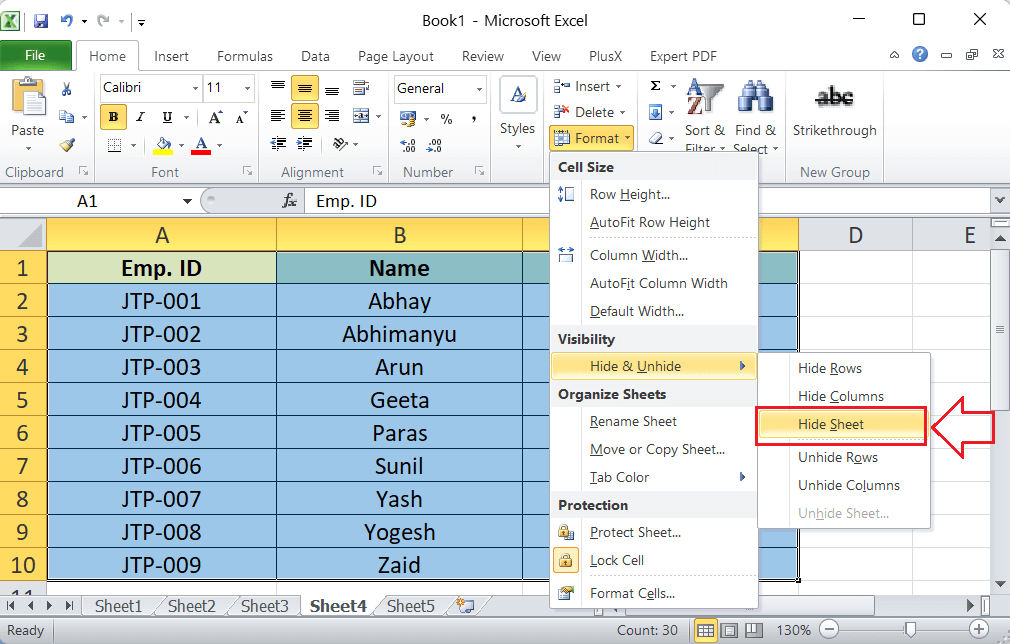 Book1 - Microsoft Excel
File Home Insert Formulas Data Page Layout Review View PlusX Expert PDF
Calibri 11 General Insert Σ
Delete
Paste B I U A A % , Styles Format Sort & Find & abc Strikethrough
Filter Select
Clipboard Font Alignment Number New Group
A1 fx Emp. ID
Cell Size
Row Height...
AutoFit Row Height
Column Width...
AutoFit Column Width
Default Width...
Visibility
Hide & Unhide
Organize Sheets
Rename Sheet
Move or Copy Sheet...
Tab Color
Protection
Protect Sheet...
Lock Cell
Format Cells...
Hide Rows
Hide Columns
Hide Sheet
Unhide Rows
Unhide Columns
Unhide Sheet...
A B D E
1 Emp. ID Name
2 JTP-001 Abhay
3 JTP-002 Abhimanyu
4 JTP-003 Arun
5 JTP-004 Geeta
6 JTP-005 Paras
7 JTP-006 Sunil
8 JTP-007 Yash
9 JTP-008 Yogesh
10 JTP-009 Zaid
11
Sheet1 Sheet2 Sheet3 Sheet4 Sheet5
Ready Count: 30 130%